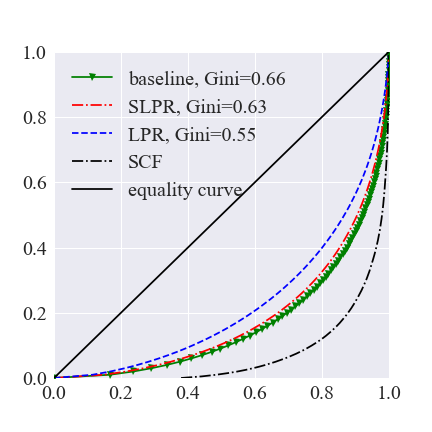 1.0
baseline, Gini=0.66
SLPR, Gini=0.63
0.8
LPR, Gini=0.55
SCF
0.6
equality curve
0.4
0.2
0.0
0.0 0.2 0.4 0.6 0.8 1.0